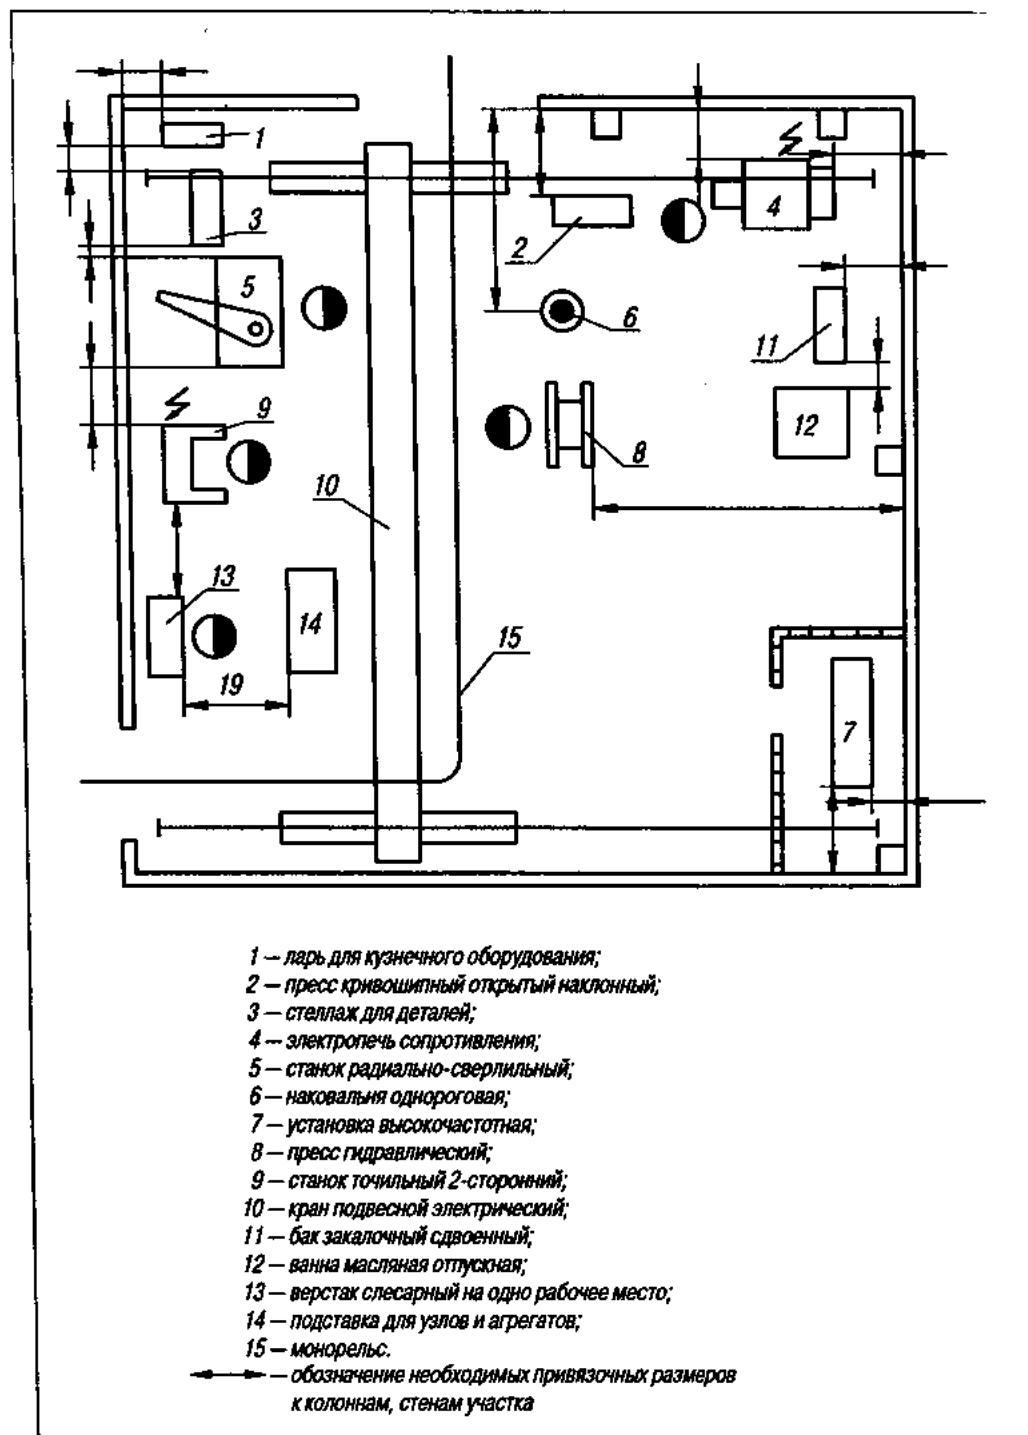 1
3
2
4
5
6
11
9
8
12
10
13
14
15
19
7
1 — ларь для кузнечного оборудования;
2 — пресс кривошипный открытый наклонный;
3 — стеллаж для деталей;
4 — электропечь сопротивления;
5 — станок радиально-сверлильный;
6 — наковальня однороговая;
7 — установка высокочастотная;
8 — пресс гидравлический;
9 — станок точильный 2-сторонний;
10 — кран подвесной электрический;
11 — бак закалочный сдвоенный;
12 — ванна масляная отпускная;
13 — верстак слесарный на одно рабочее место;
14 — подставка для узлов и агрегатов;
15 — монорельс.
— обозначение необходимых привязочных размеров
к колоннам, стенам участка